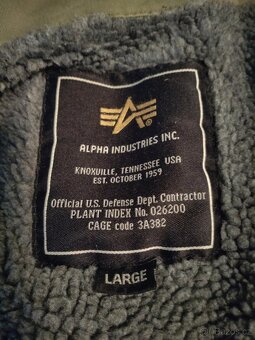 ALPHA INDUSTRIES INC.
KNOXVILLE, TENNESSEE USA
EST. OCTOBER 1959
Official U.S. Defense Dept. Contractor
PLANT INDEX No. 026200
CAGE code 3A382
LARGE